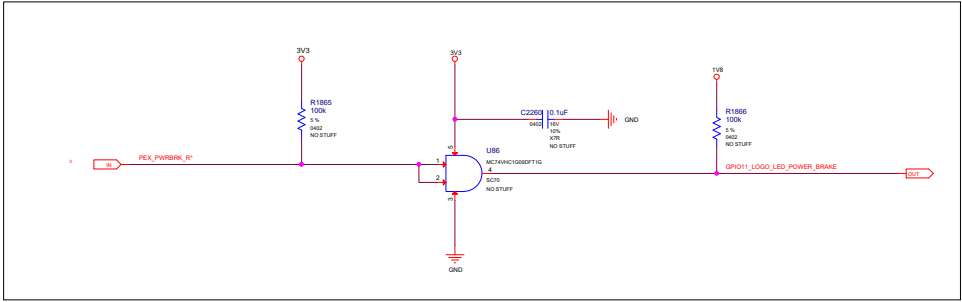 3V3
3V3
1V8
R1865
100k
5 %
0402
NO STUFF
C2260
0.1uF
0402
16V
10%
X7R
NO STUFF
GND
R1866
100k
5 %
0402
NO STUFF
IN
PEX_PWRBRK_R*
1
2
5
3
4
U86
MC74VHC1G09DFT1G
SC70
NO STUFF
GPIO11_LOGO_LED_POWER_BRAKE
OUT
GND